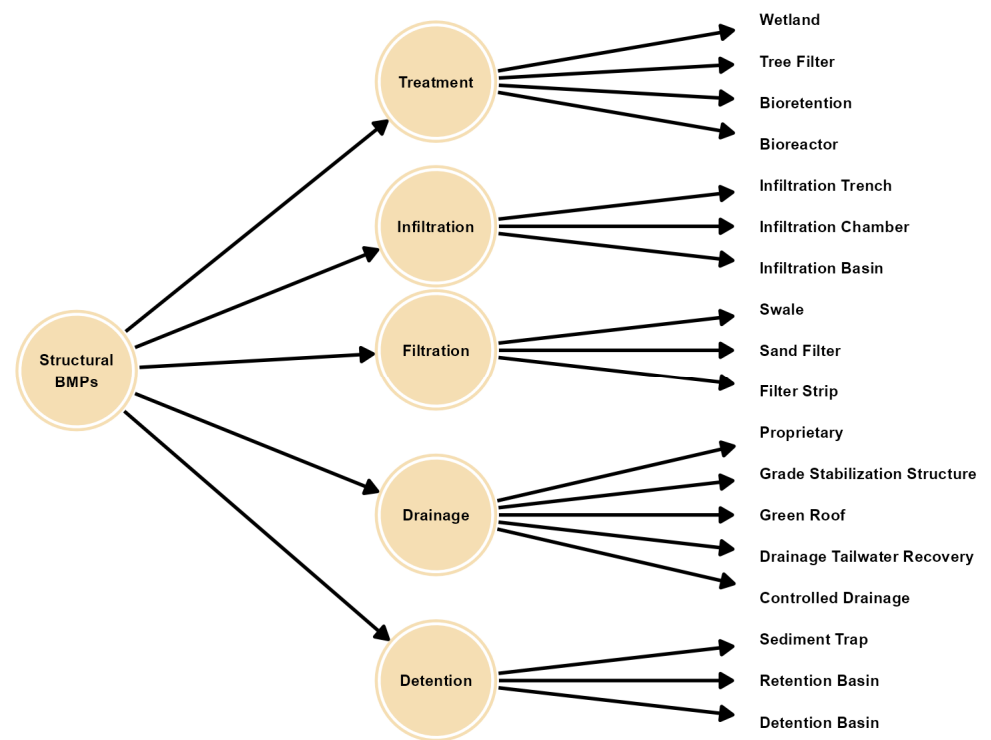 Structural
BMPs
Treatment
Wetland
Tree Filter
Bioretention
Bioreactor
Infiltration
Infiltration Trench
Infiltration Chamber
Infiltration Basin
Filtration
Swale
Sand Filter
Filter Strip
Drainage
Proprietary
Grade Stabilization Structure
Green Roof
Drainage Tailwater Recovery
Controlled Drainage
Detention
Sediment Trap
Retention Basin
Detention Basin